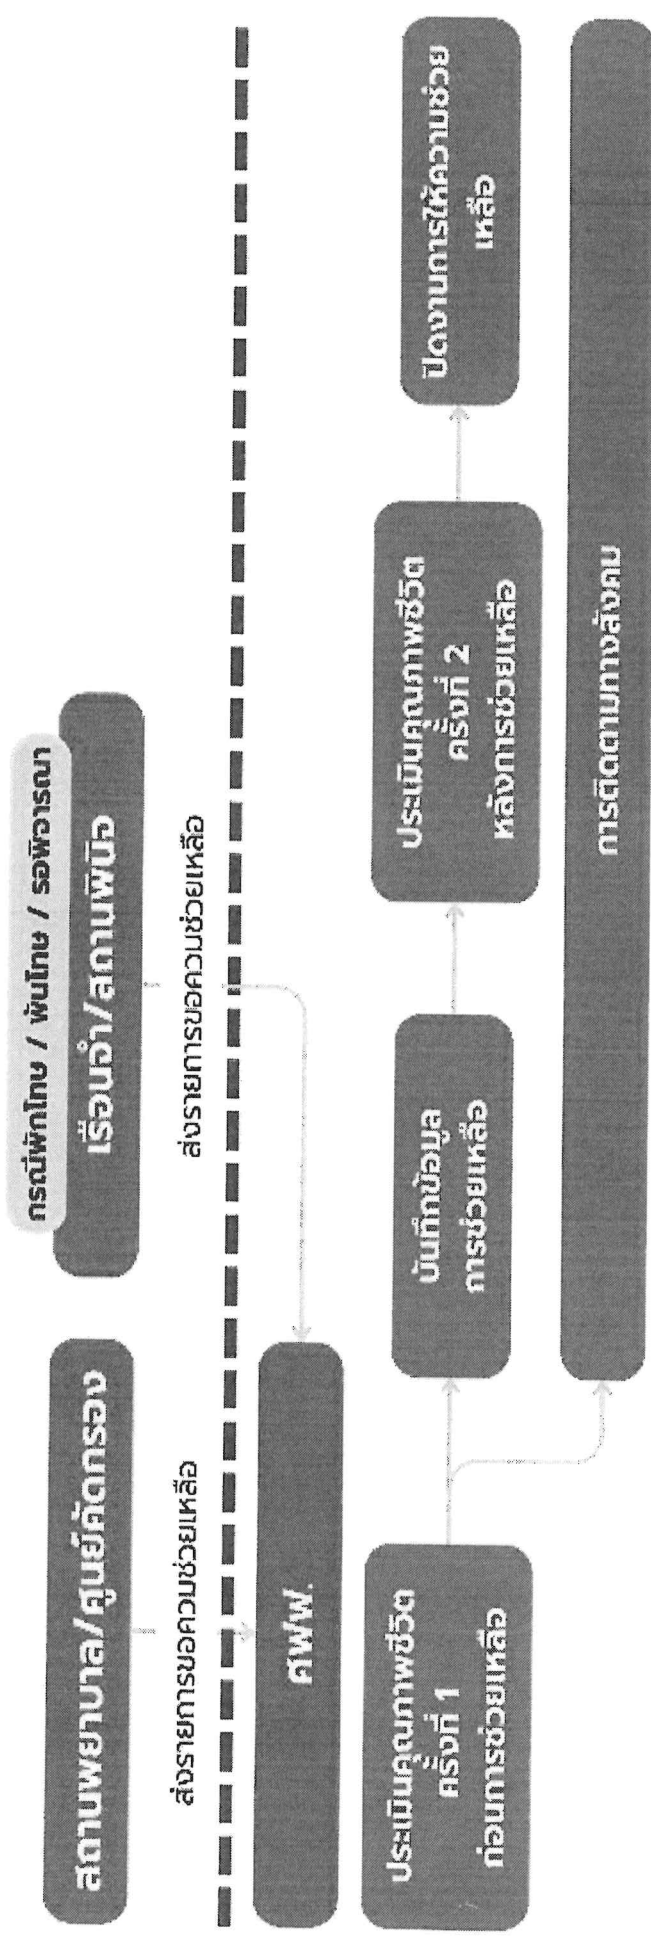 สถานพยาบาล/ศูนย์คัดกรอง
กรณีพักโทษ / พ้นโทษ / รอพิจารณา
เรือนจำ/สถานพินิจ
ส่งรายการขอควมช่วยเหลือ
ส่งรายการขอควมช่วยเหลือ
ศฟพ.
ประเมินคุณภาพชีวิต
ครั้งที่ 1
ก่อนการช่วยเหลือ
บันทึกข้อมูล
การช่วยเหลือ
ประเมินคุณภาพชีวิต
ครั้งที่ 2
หลังการช่วยเหลือ
ปิดงานการให้ความช่วย
เหลือ
การติดตามทางสังคม